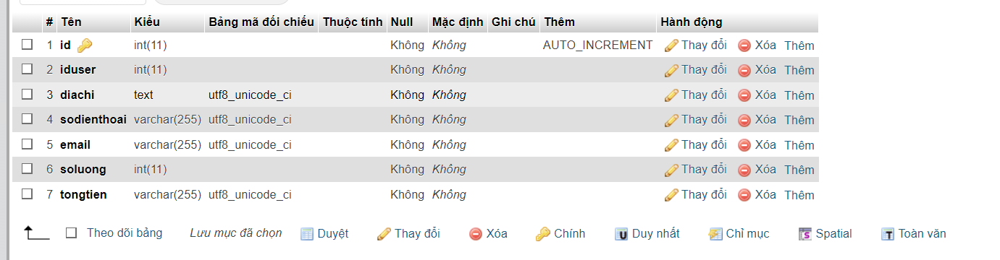 # Tên Kiểu Bảng mã đối chiếu Thuộc tính Null Mặc định Ghi chú Thêm Hành động
1 id int(11) Không Không AUTO_INCREMENT Thay đổi Xóa Thêm
2 iduser int(11) Không Không Thay đổi Xóa Thêm
3 diachi text utf8_unicode_ci Không Không Thay đổi Xóa Thêm
4 sodienthoai varchar(255) utf8_unicode_ci Không Không Thay đổi Xóa Thêm
5 email varchar(255) utf8_unicode_ci Không Không Thay đổi Xóa Thêm
6 soluong int(11) Không Không Thay đổi Xóa Thêm
7 tongtien varchar(255) utf8_unicode_ci Không Không Thay đổi Xóa Thêm
Theo dõi bảng Lưu mục đã chọn Duyệt Thay đổi Xóa Chính Duy nhất Chỉ mục Spatial Toàn văn